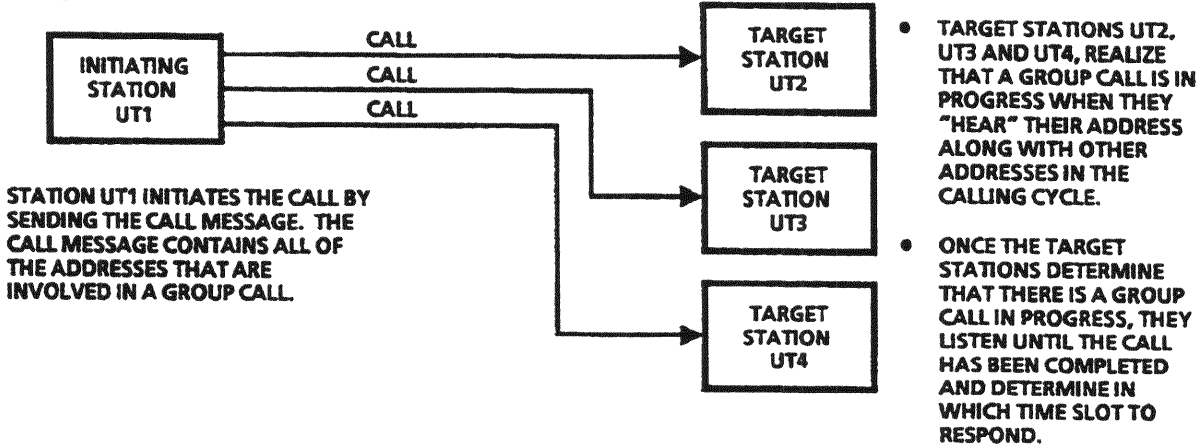 INITIATING
STATION
UT1
CALL
CALL
CALL
TARGET
STATION
UT2
TARGET
STATION
UT3
TARGET
STATION
UT4
STATION UT1 INITIATES THE CALL BY
SENDING THE CALL MESSAGE. THE
CALL MESSAGE CONTAINS ALL OF
THE ADDRESSES THAT ARE
INVOLVED IN A GROUP CALL.
• TARGET STATIONS UT2,
UT3 AND UT4, REALIZE
THAT A GROUP CALL IS IN
PROGRESS WHEN THEY
"HEAR" THEIR ADDRESS
ALONG WITH OTHER
ADDRESSES IN THE
CALLING CYCLE.
• ONCE THE TARGET
STATIONS DETERMINE
THAT THERE IS A GROUP
CALL IN PROGRESS, THEY
LISTEN UNTIL THE CALL
HAS BEEN COMPLETED
AND DETERMINE IN
WHICH TIME SLOT TO
RESPOND.